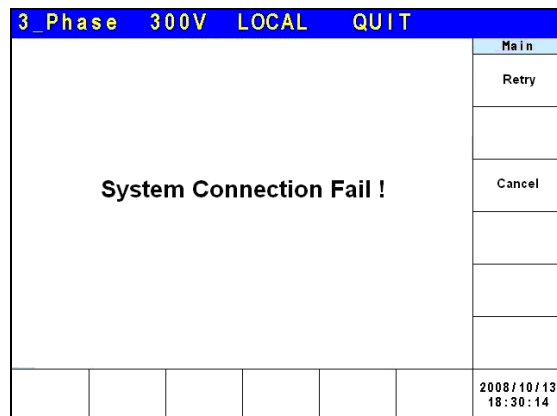 3_Phase 300V LOCAL QUIT
Main
Retry
System Connection Fail !
Cancel
2008/10/13
18:30:14